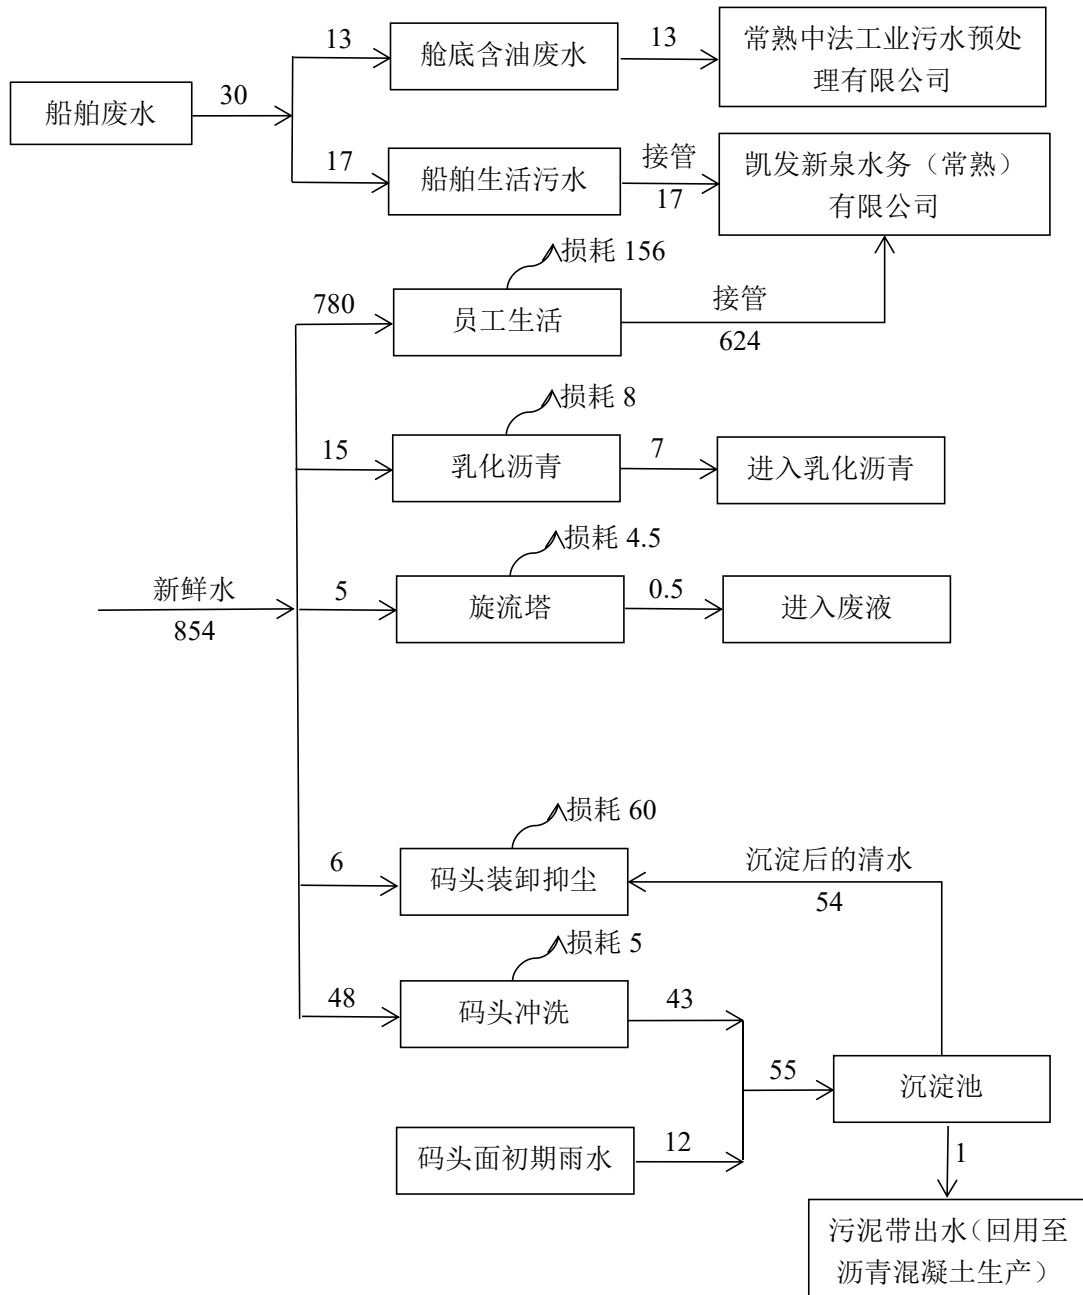 13
舱底含油废水
13
常熟中法工业污水预处
理有限公司
船舶废水
30
17
船舶生活污水
接管
17
凯发新泉水务（常熟）
有限公司
损耗 156
780
员工生活
接管
624
损耗 8
15
乳化沥青
7
进入乳化沥青
损耗 4.5
新鲜水
854
5
旋流塔
0.5
进入废液
损耗 60
6
码头装卸抑尘
沉淀后的清水
54
损耗 5
48
码头冲洗
43
55
沉淀池
码头面初期雨水
12
1
污泥带出水（回用至
沥青混凝土生产）